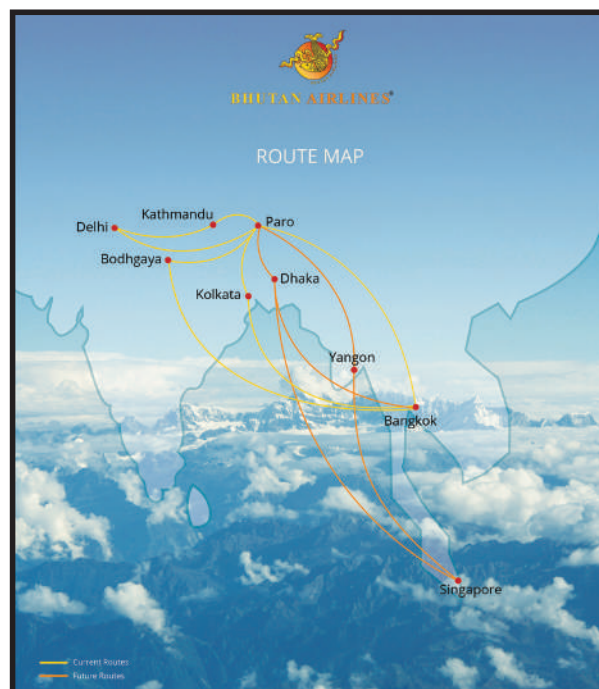 BHUTAN AIRLINES®
ROUTE MAP
Kathmandu
Delhi
Paro
Bodhgaya
Dhaka
Kolkata
Yangon
Bangkok
Singapore
Current Routes
Future Routes